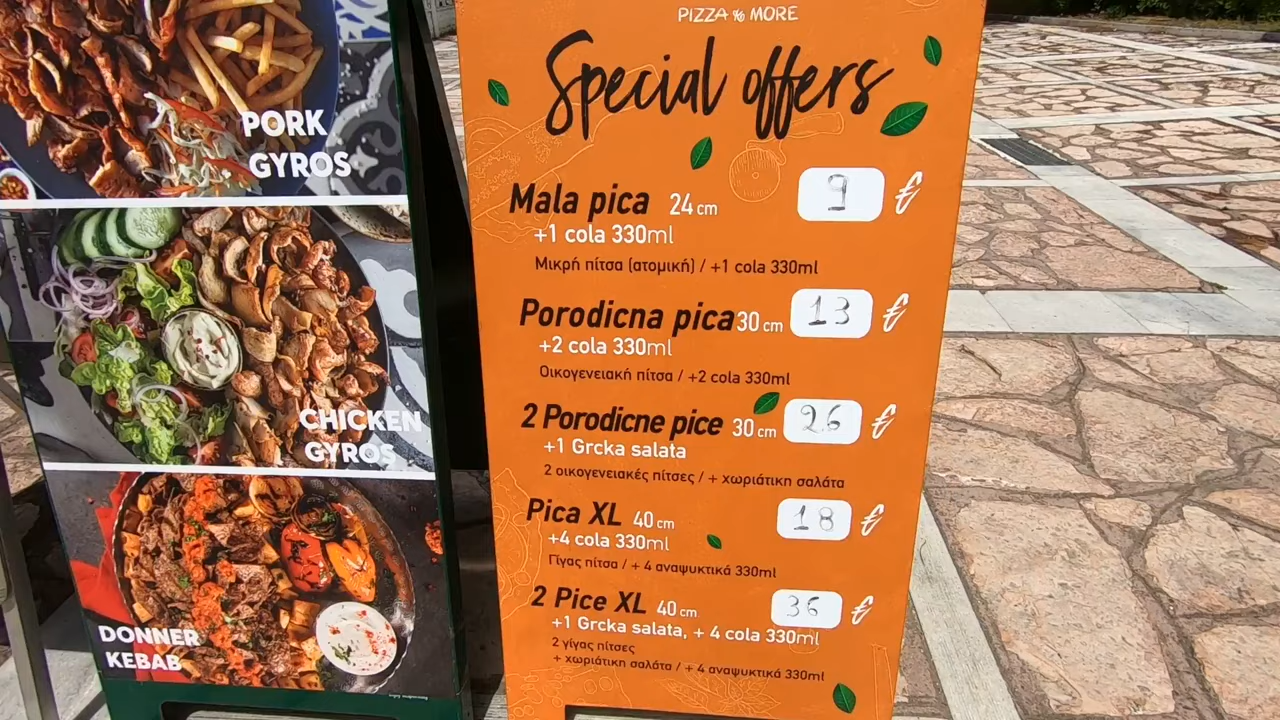 PORK
GYROS
CHICKEN
GYROS
DONNER
KEBAB
PIZZA & MORE
Special offers
Mala pica 24 cm 9 €
+1 cola 330ml
Μικρή πίτσα (ατομική) / +1 cola 330ml
Porodicna pica 30 cm 13 €
+2 cola 330ml
Οικογενειακή πίτσα / +2 cola 330ml
2 Porodicne pice 30 cm 26 €
+1 Grcka salata
2 οικογενειακές πίτσες / + χωριάτικη σαλάτα
Pica XL 40 cm 18 €
+4 cola 330ml
Γίγας πίτσα / + 4 αναψυκτικά 330ml
2 Pice XL 40 cm 36 €
+1 Grcka salata, + 4 cola 330ml
2 γίγας πίτσες
+ χωριάτικη σαλάτα / + 4 αναψυκτικά 330ml